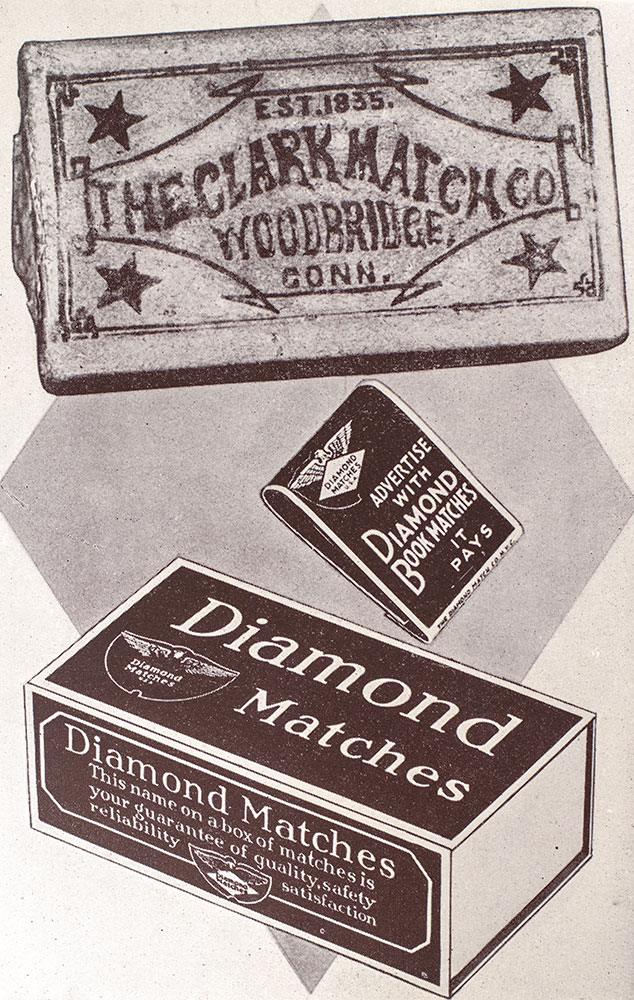 EST. 1835.
THE CLARK MATCH CO
WOODBRIDGE,
CONN.
DIAMOND
MATCHES
U.S.A.
ADVERTISE
WITH
DIAMOND
BOOK MATCHES
IT
PAYS
THE DIAMOND MATCH CO. N.Y.C.
Diamond
Matches
Diamond
Matches
U.S.A.
Diamond Matches
This name on a box of matches is
your guarantee of quality, safety
reliability satisfaction
Diamond
Matches